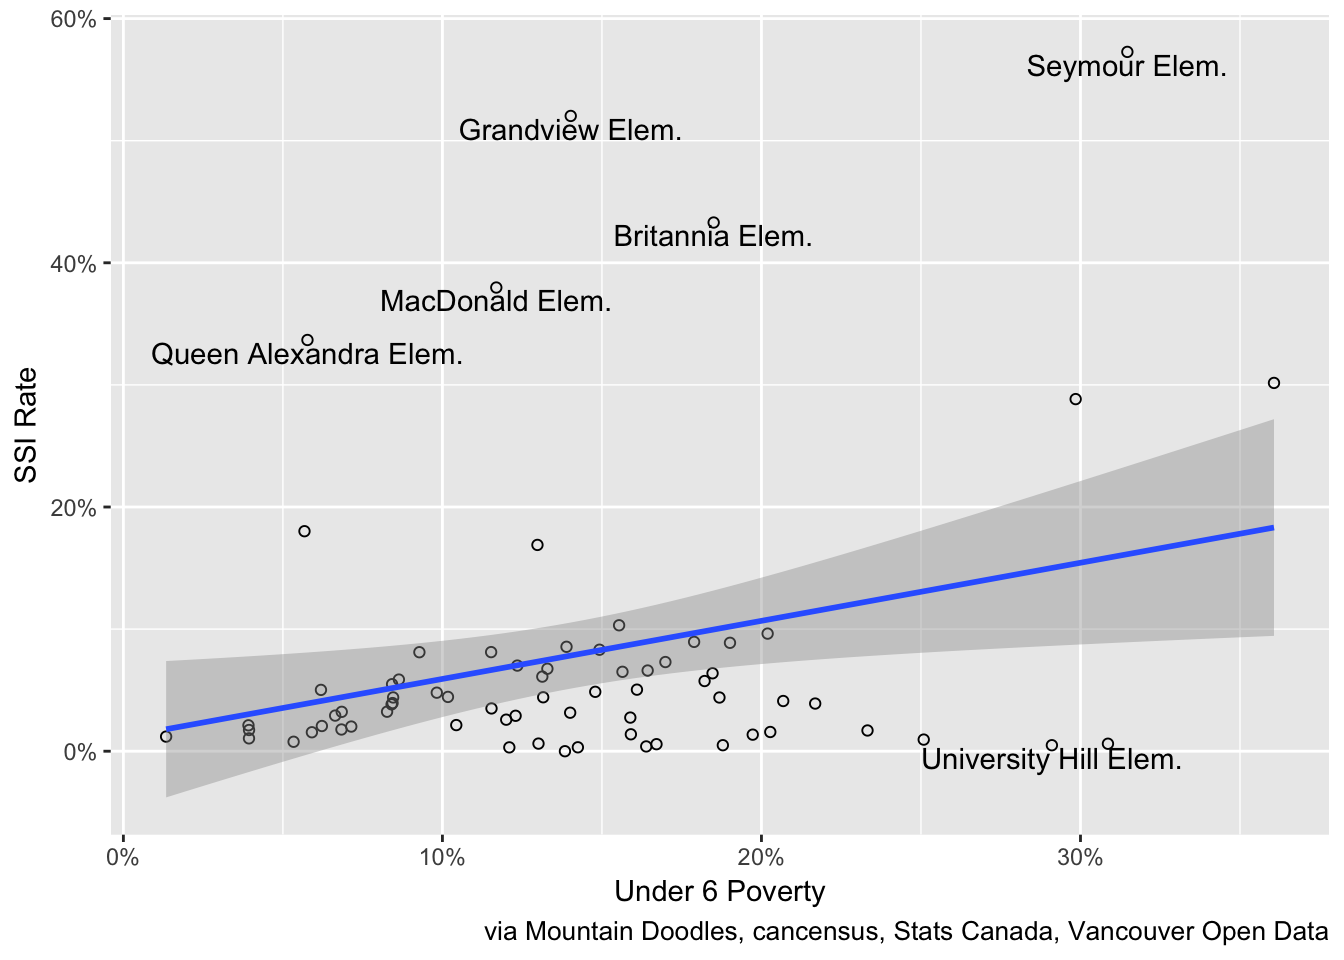 60%
Seymour Elem.
Grandview Elem.
Britannia Elem.
40%
MacDonald Elem.
Queen Alexandra Elem.
SSI Rate
20%
0%
University Hill Elem.
0%
10%
20%
30%
Under 6 Poverty
via Mountain Doodles, cancensus, Stats Canada, Vancouver Open Data